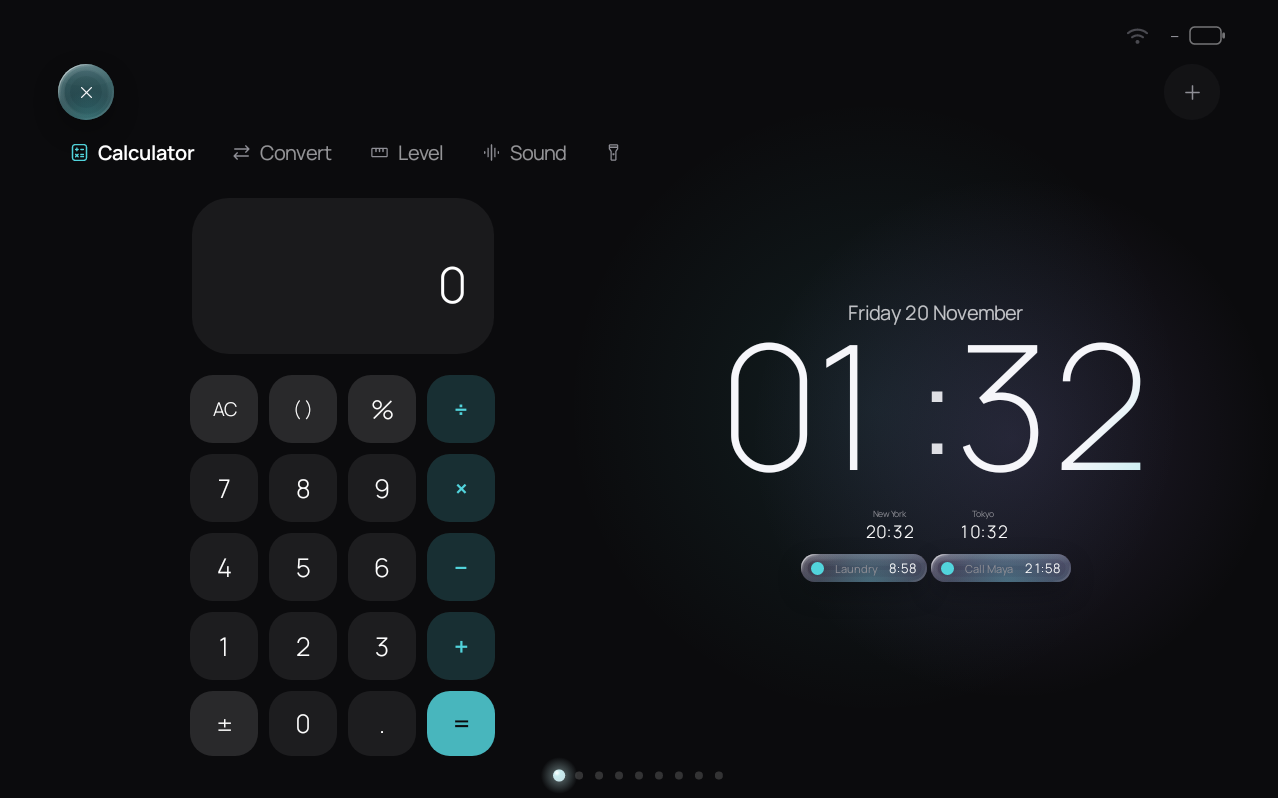 Calculator Convert Level Sound
0
AC ( ) % ÷
7 8 9 ×
4 5 6 −
1 2 3 +
± 0 . =
Friday 20 November
01 :32
New York Tokyo
20:32 10:32
Laundry 8:58 Call Maya 21:58